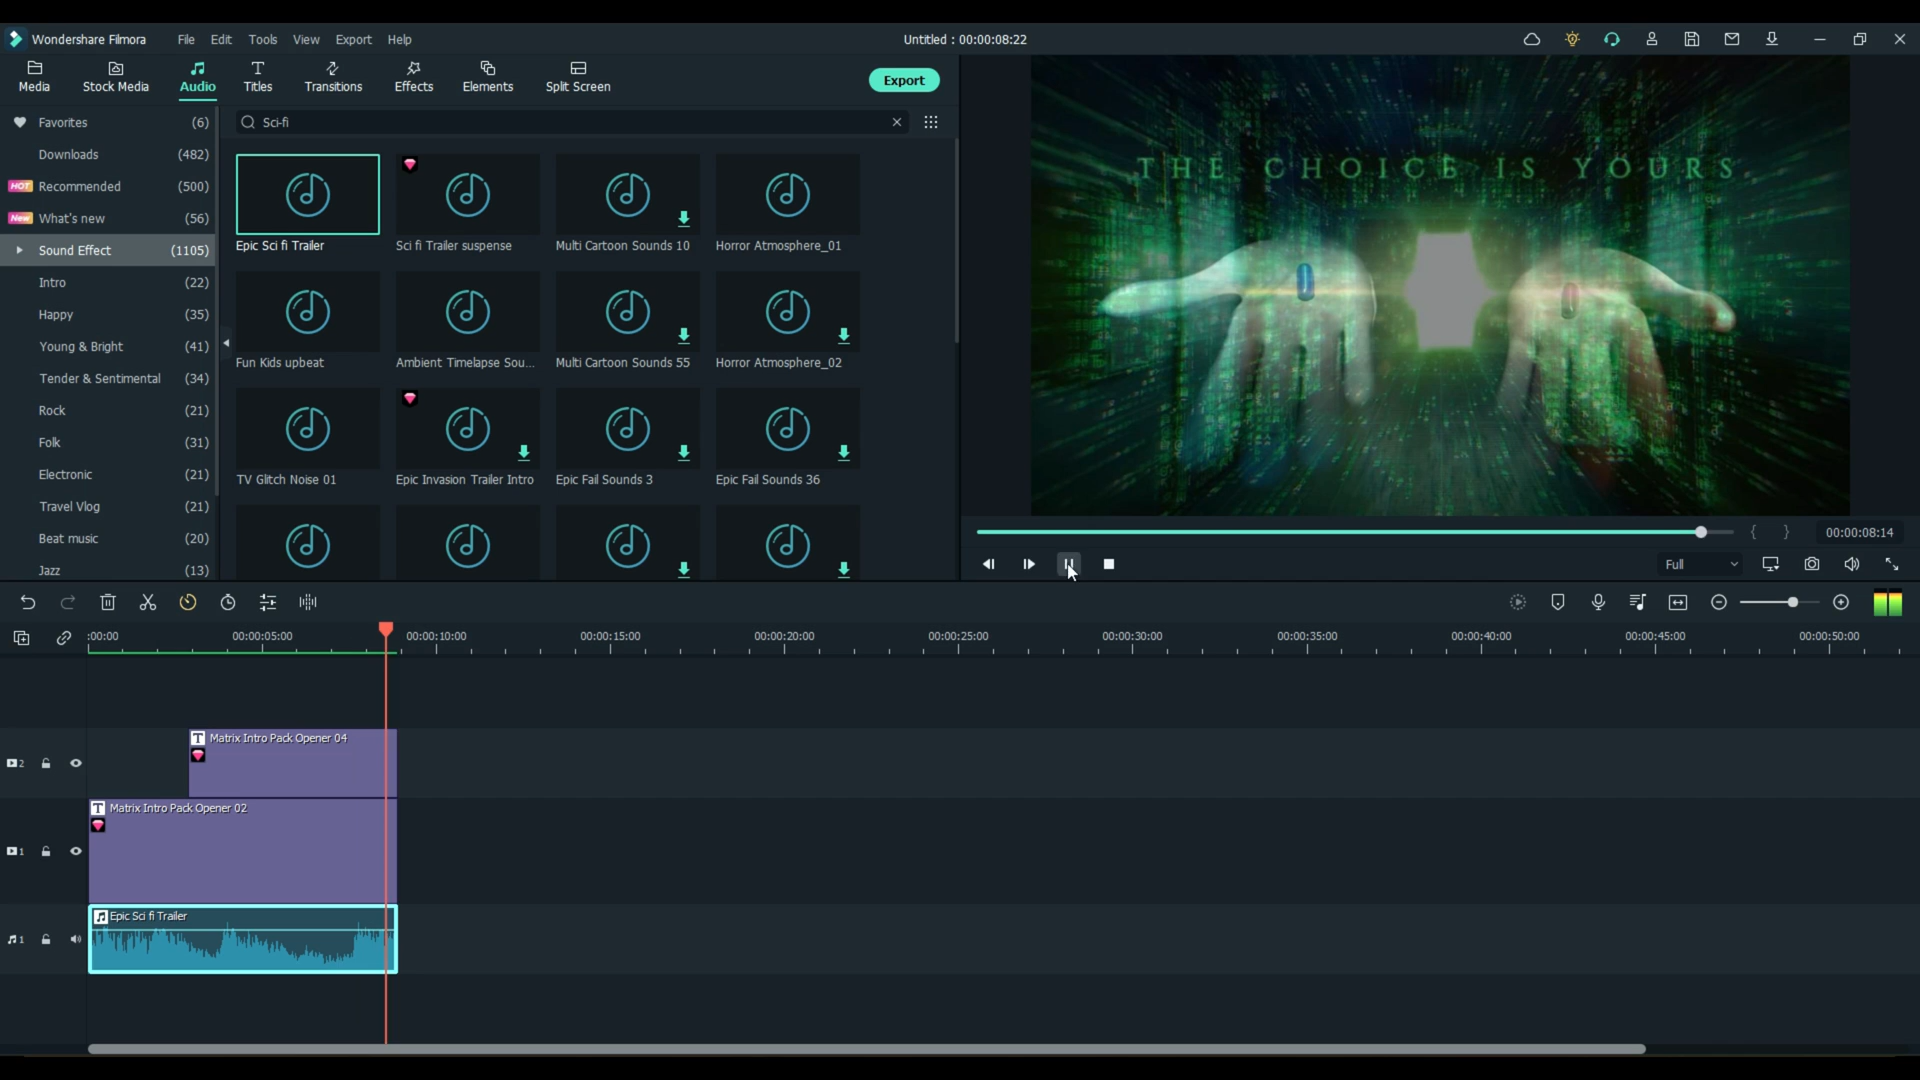 Wondershare Filmora File Edit Tools View Export Help Untitled : 00:00:08:22
Media Stock Media Audio Titles Transitions Effects Elements Split Screen Export
Favorites (6)
Downloads (482)
HOT Recommended (500)
New What's new (56)
Sound Effect (1105)
Intro (22)
Happy (35)
Young & Bright (41)
Tender & Sentimental (34)
Rock (21)
Folk (31)
Electronic (21)
Travel Vlog (21)
Beat music (20)
Jazz (13)
Sci-fi
Epic Sci fi Trailer Sci fi Trailer suspense Multi Cartoon Sounds 10 Horror Atmosphere_01
Fun Kids upbeat Ambient Timelapse Sou... Multi Cartoon Sounds 55 Horror Atmosphere_02
TV Glitch Noise 01 Epic Invasion Trailer Intro Epic Fail Sounds 3 Epic Fail Sounds 36
THE CHOICE IS YOURS
{ } 00:00:08:14
Full
:00:00 00:00:05:00 00:00:10:00 00:00:15:00 00:00:20:00 00:00:25:00 00:00:30:00 00:00:35:00 00:00:40:00 00:00:45:00 00:00:50:00
T Matrix Intro Pack Opener 04
2
T Matrix Intro Pack Opener 02
1
Epic Sci fi Trailer
1